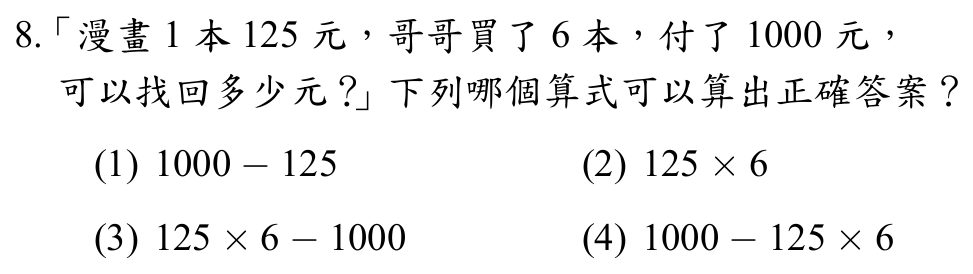 8.「漫畫 1 本 125 元，哥哥買了 6 本，付了 1000 元，
可以找回多少元？」下列哪個算式可以算出正確答案？
(1) 1000 − 125 (2) 125 × 6
(3) 125 × 6 − 1000 (4) 1000 − 125 × 6